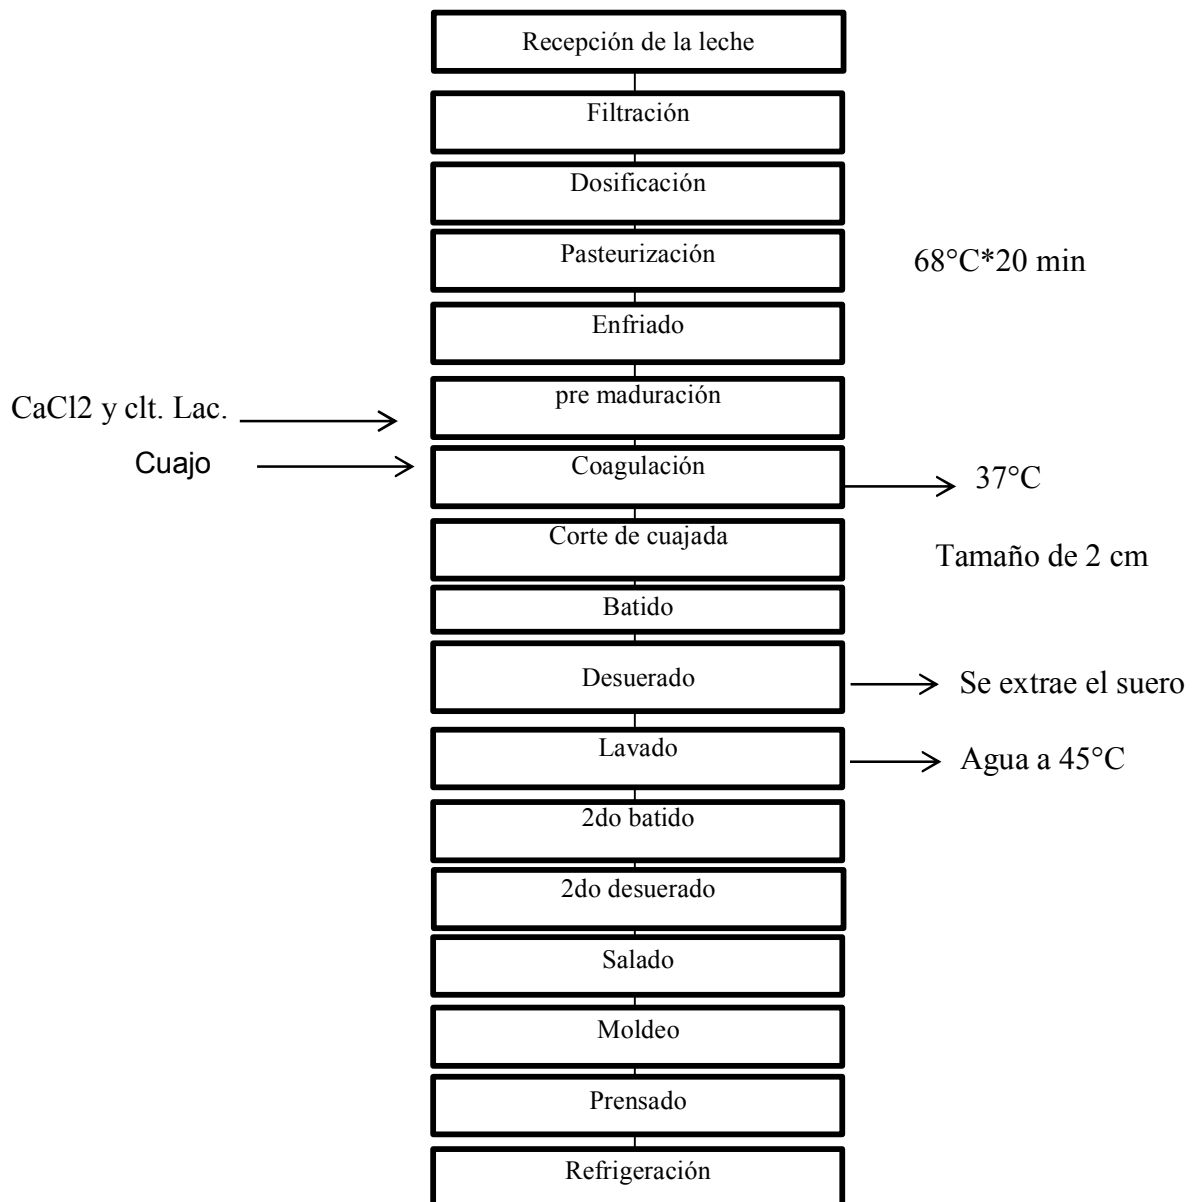 Recepción de la leche
Filtración
Dosificación
Pasteurización
68°C*20 min
Enfriado
pre maduración
CaCl2 y clt. Lac.
Cuajo
Coagulación
37°C
Corte de cuajada
Tamaño de 2 cm
Batido
Desuerado
Se extrae el suero
Lavado
Agua a 45°C
2do batido
2do desuerado
Salado
Moldeo
Prensado
Refrigeración